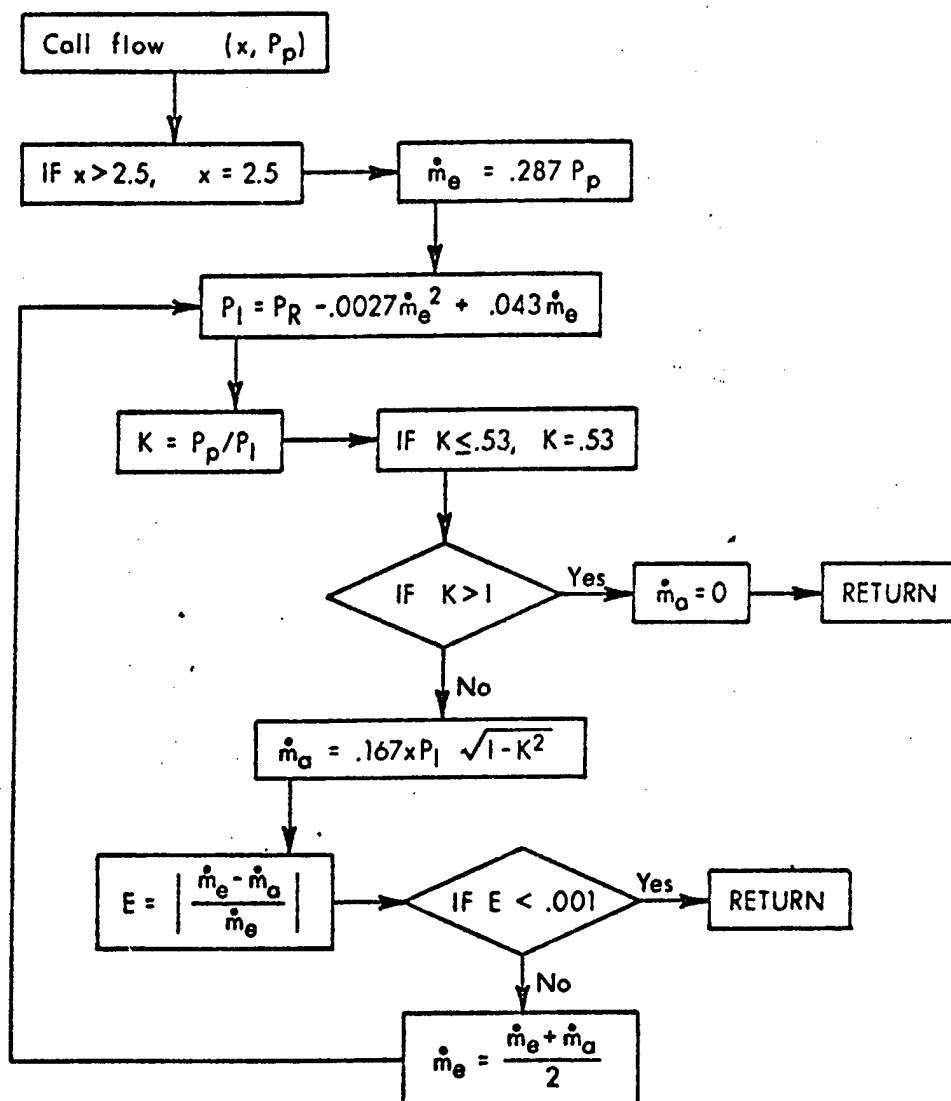 Call flow (x, Pp)
IF x>2.5, x = 2.5
ṁe = .287 Pp
P1 = PR -.0027ṁe² + .043ṁe
K = Pp/P1
IF K≤.53, K=.53
IF K>1
Yes
ṁa=0
RETURN
No
ṁa = .167xP1 √1-K²
E = | ṁe-ṁa / ṁe |
IF E < .001
Yes
RETURN
No
ṁe = ṁe+ṁa / 2